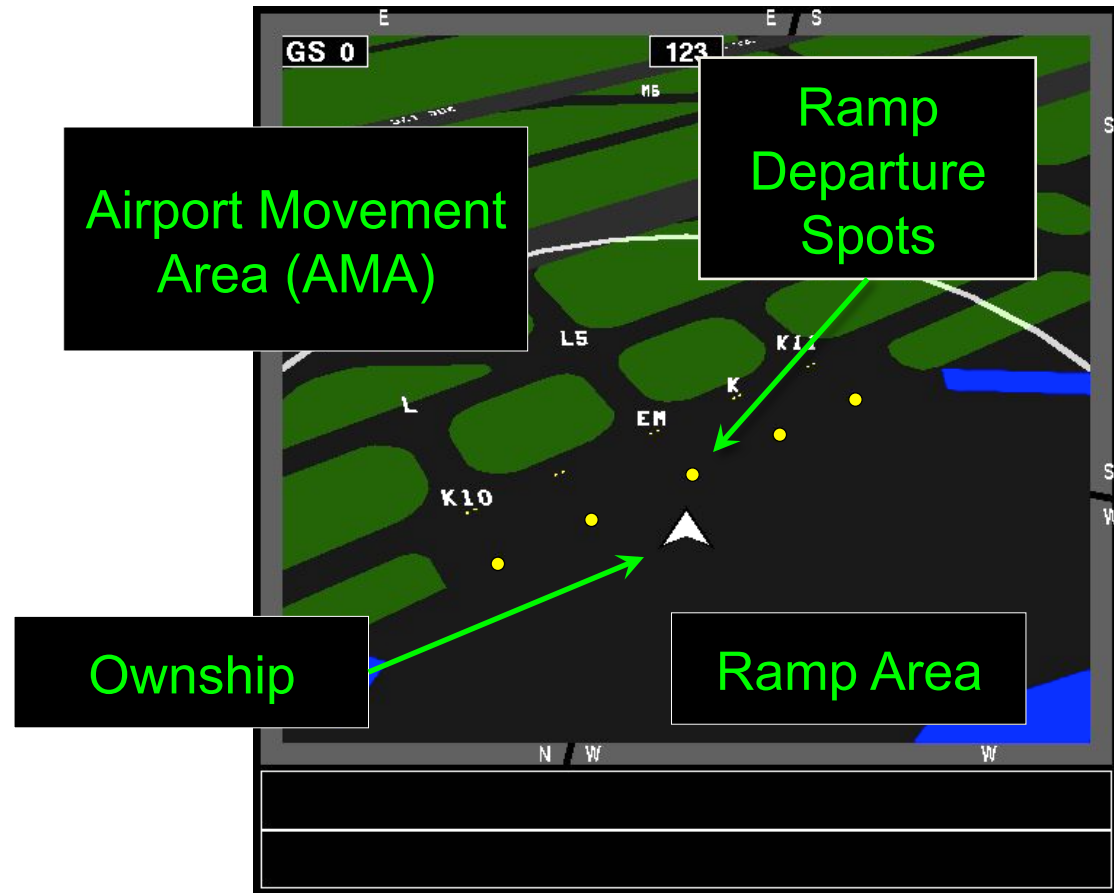 E
E
S
GS 0
123
M6
Ramp
Departure
Spots
S
Airport Movement
Area (AMA)
L5
K11
K
L
EM
S
K10
W
Ownship
Ramp Area
N
W
W